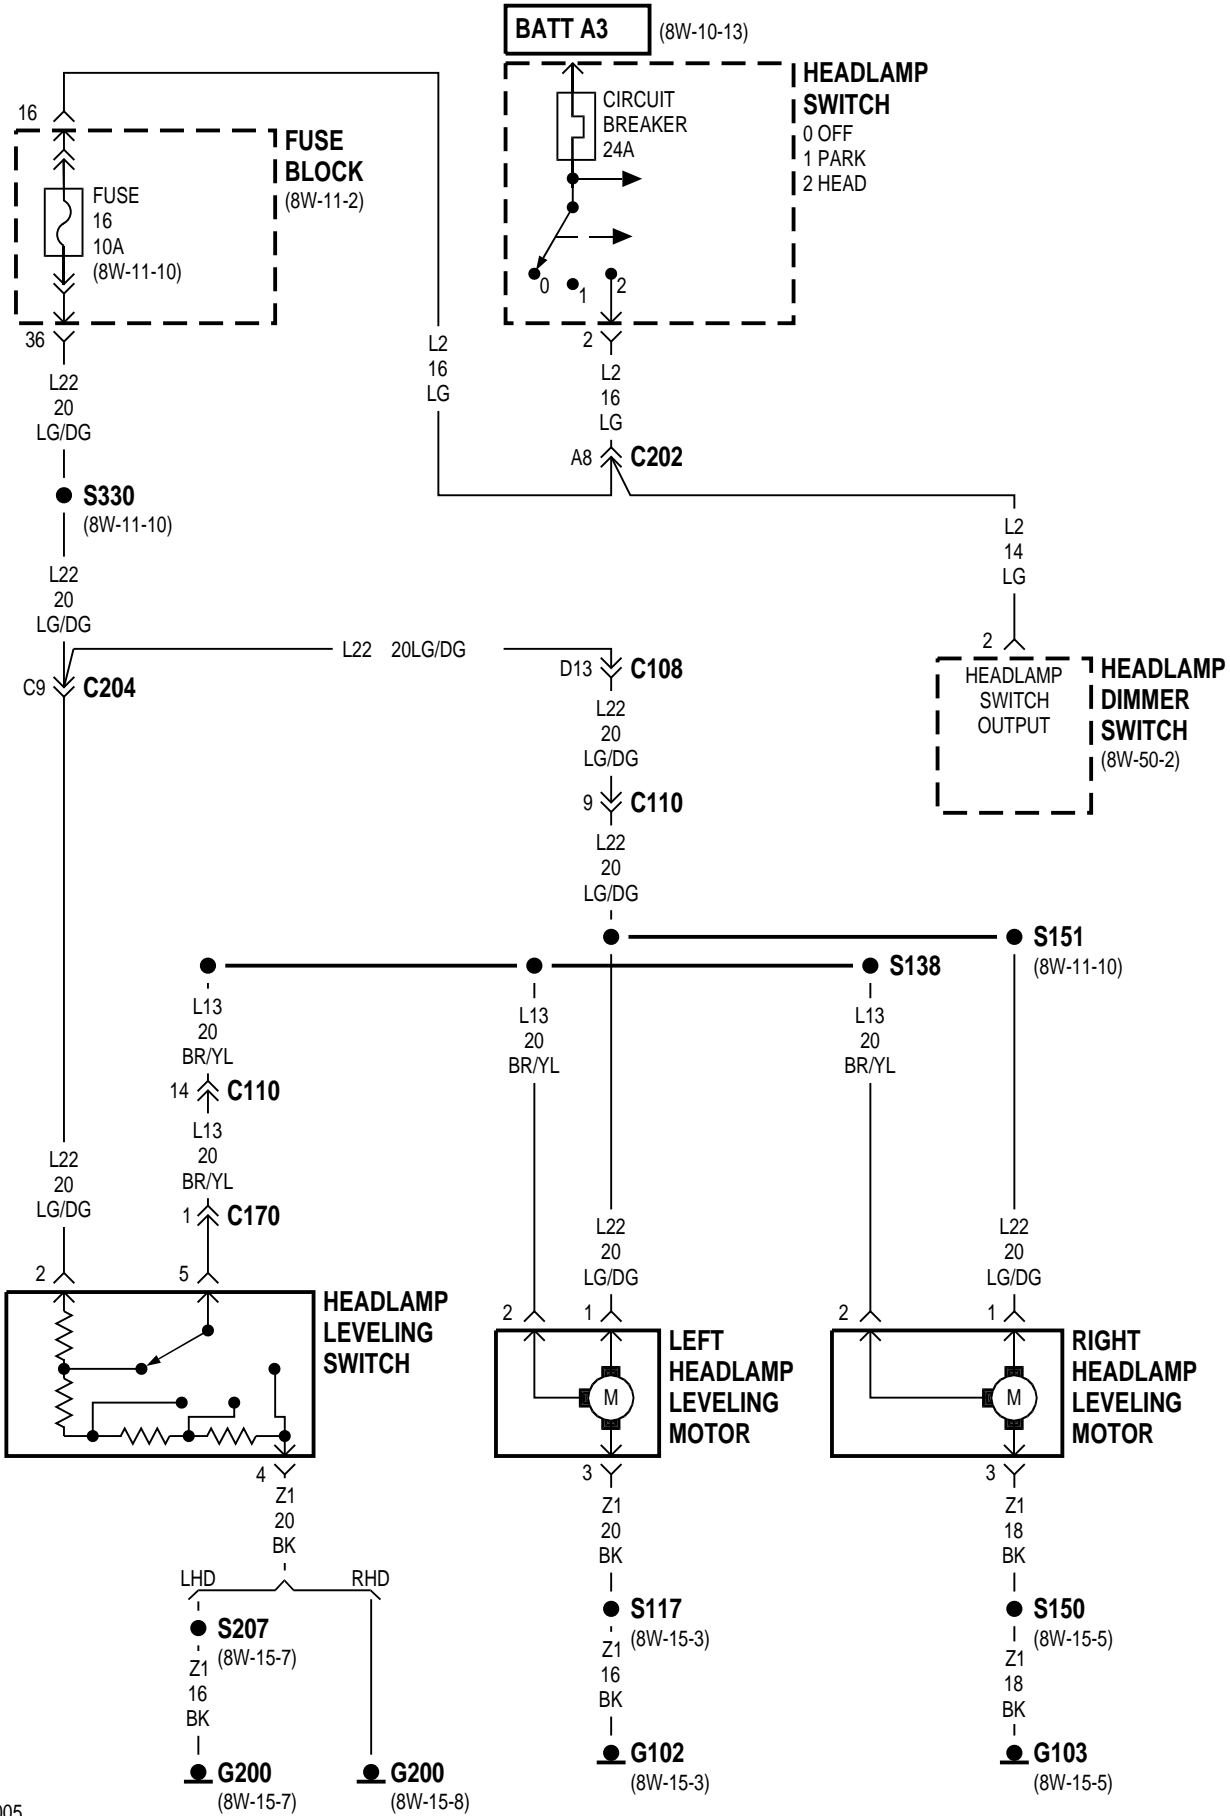 BATT A3
(8W-10-13)
HEADLAMP
SWITCH
0 OFF
1 PARK
2 HEAD
CIRCUIT
BREAKER
24A
0
1
2
2
16
FUSE
BLOCK
(8W-11-2)
FUSE
16
10A
(8W-11-10)
36
L22
20
LG/DG
L2
16
LG
L2
16
LG
A8
C202
S330
(8W-11-10)
L2
14
LG
L22
20
LG/DG
2
HEADLAMP
SWITCH
OUTPUT
HEADLAMP
DIMMER
SWITCH
(8W-50-2)
L22 20LG/DG
C9
C204
D13
C108
L22
20
LG/DG
9
C110
L22
20
LG/DG
S151
(8W-11-10)
S138
L13
20
BR/YL
14
C110
L13
20
BR/YL
1
C170
L13
20
BR/YL
L13
20
BR/YL
L22
20
LG/DG
L22
20
LG/DG
L22
20
LG/DG
2
5
HEADLAMP
LEVELING
SWITCH
4
2
1
M
LEFT
HEADLAMP
LEVELING
MOTOR
3
2
1
M
RIGHT
HEADLAMP
LEVELING
MOTOR
3
Z1
20
BK
LHD
RHD
S207
(8W-15-7)
Z1
16
BK
G200
(8W-15-7)
G200
(8W-15-8)
Z1
20
BK
S117
(8W-15-3)
Z1
16
BK
G102
(8W-15-3)
Z1
18
BK
S150
(8W-15-5)
Z1
18
BK
G103
(8W-15-5)